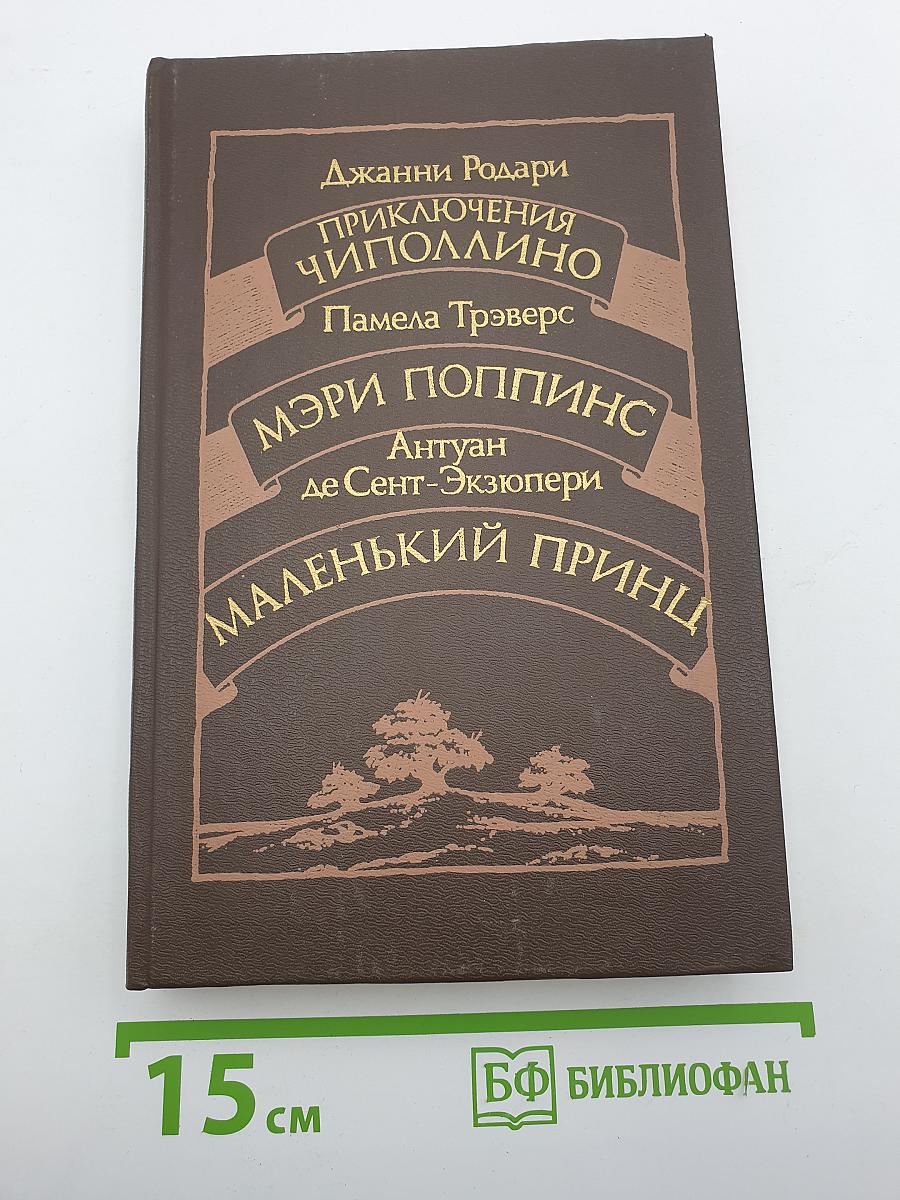 Джанни Родари
ПРИКЛЮЧЕНИЯ
ЧИПОЛЛИНО
Памела Трэверс
МЭРИ ПОППИНС
Антуан
де Сент-Экзюпери
МАЛЕНЬКИЙ ПРИНЦ
15 см
БФ БИБЛИОФАН